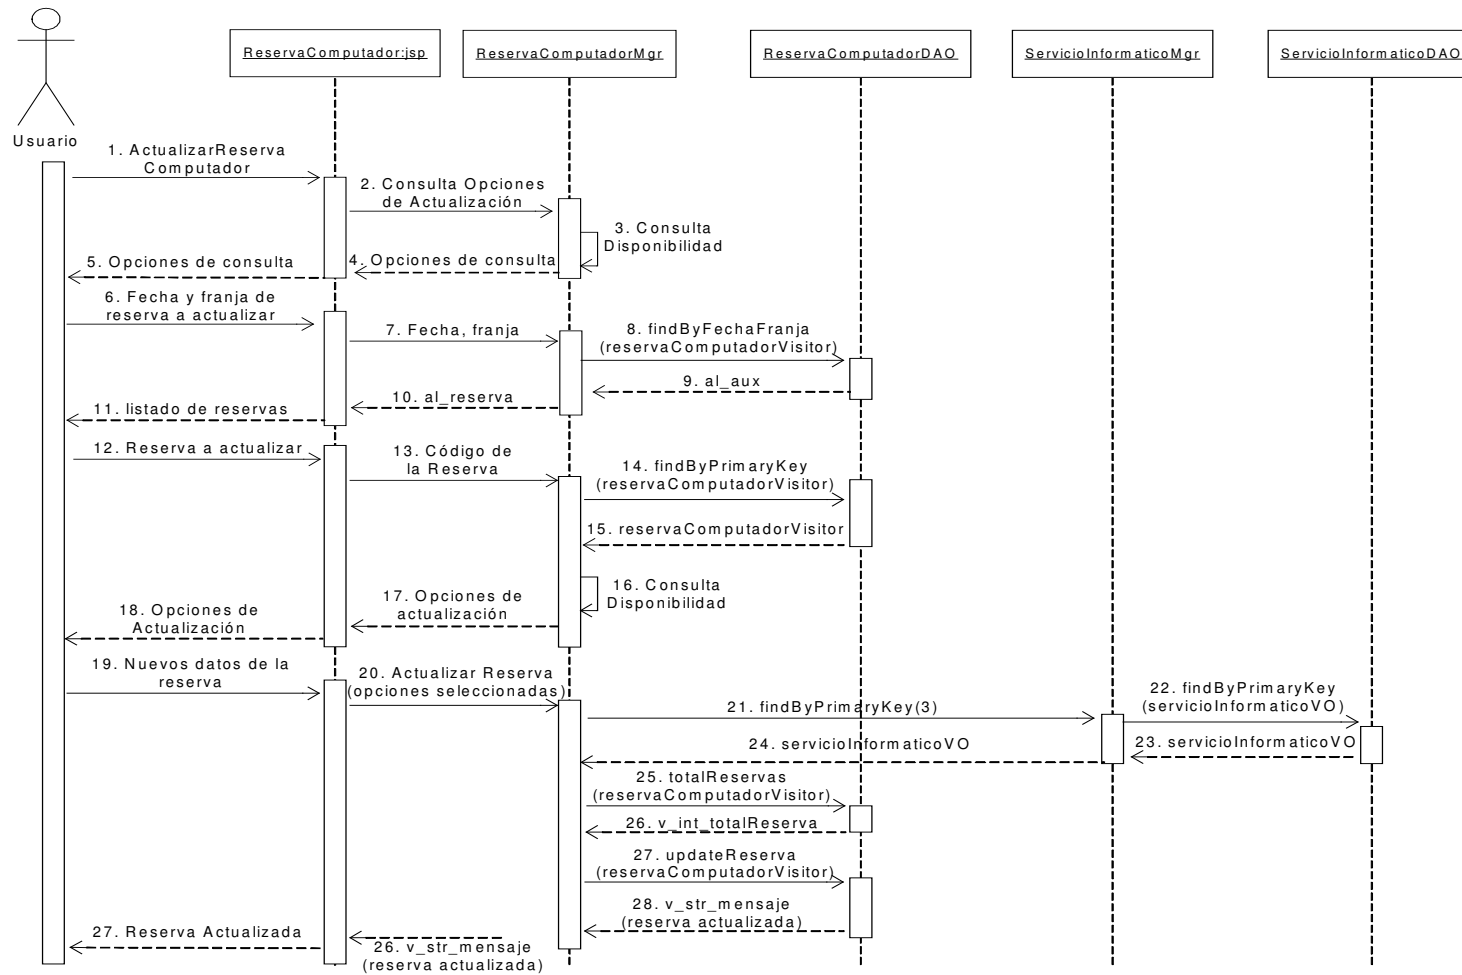 ReservaComputador:jsp
ReservaComputadorMgr
ReservaComputadorDAO
ServicioInformaticoMgr
ServicioInformaticoDAO
Usuario
1. ActualizarReserva
Computador
2. Consulta Opciones
de Actualización
3. Consulta
Disponibilidad
4. Opciones de consulta
5. Opciones de consulta
6. Fecha y franja de
reserva a actualizar
7. Fecha, franja
8. findByFechaFranja
(reservaComputadorVisitor)
9. al_aux
10. al_reserva
11. listado de reservas
12. Reserva a actualizar
13. Código de
la Reserva
14. findByPrimaryKey
(reservaComputadorVisitor)
15. reservaComputadorVisitor
16. Consulta
Disponibilidad
17. Opciones de
actualización
18. Opciones de
Actualización
19. Nuevos datos de la
reserva
20. Actualizar Reserva
(opciones seleccionadas)
21. findByPrimaryKey(3)
22. findByPrimaryKey
(servicioInformaticoVO)
23. servicioInformaticoVO
24. servicioInformaticoVO
25. totalReservas
(reservaComputadorVisitor)
26. v_int_totalReserva
27. updateReserva
(reservaComputadorVisitor)
28. v_str_mensaje
(reserva actualizada)
26. v_str_mensaje
(reserva actualizada)
27. Reserva Actualizada